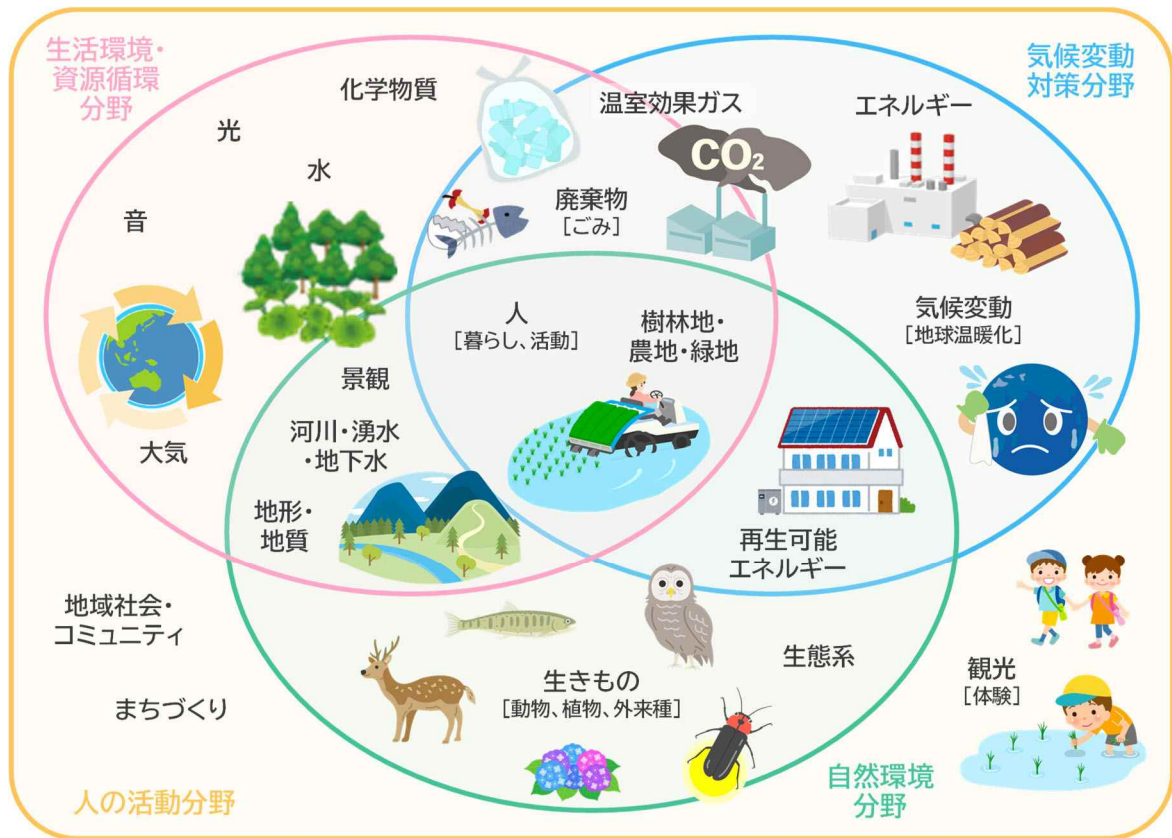 生活環境・
資源循環
分野
気候変動
対策分野
化学物質
温室効果ガス
エネルギー
光
CO₂
水
廃棄物
[ごみ]
音
人
[暮らし、活動]
樹林地・
農地・緑地
気候変動
[地球温暖化]
景観
河川・湧水
・地下水
大気
地形・
地質
再生可能
エネルギー
地域社会・
コミュニティ
生態系
観光
[体験]
生きもの
[動物、植物、外来種]
まちづくり
人の活動分野
自然環境
分野